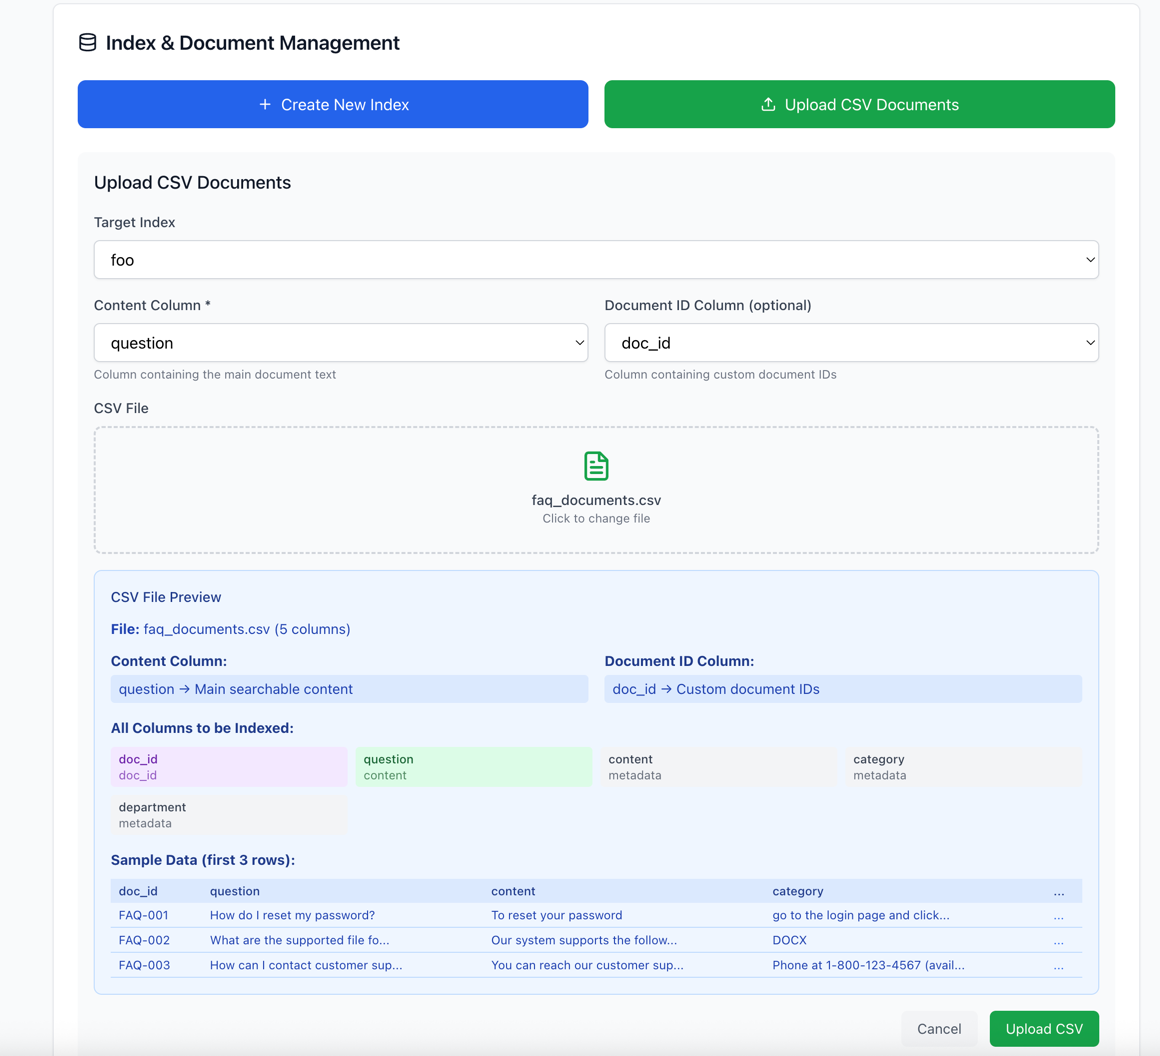 Index & Document Management
+ Create New Index
Upload CSV Documents
Upload CSV Documents
Target Index
foo
Content Column * Document ID Column (optional)
question doc_id
Column containing the main document text Column containing custom document IDs
CSV File
faq_documents.csv
Click to change file
CSV File Preview
File: faq_documents.csv (5 columns)
Content Column: Document ID Column:
question → Main searchable content doc_id → Custom document IDs
All Columns to be Indexed:
doc_id question content category
doc_id content metadata metadata
department
metadata
Sample Data (first 3 rows):
doc_id question content category ...
FAQ-001 How do I reset my password? To reset your password go to the login page and click... ...
FAQ-002 What are the supported file fo... Our system supports the follow... DOCX ...
FAQ-003 How can I contact customer sup... You can reach our customer sup... Phone at 1-800-123-4567 (avail... ...
Cancel Upload CSV